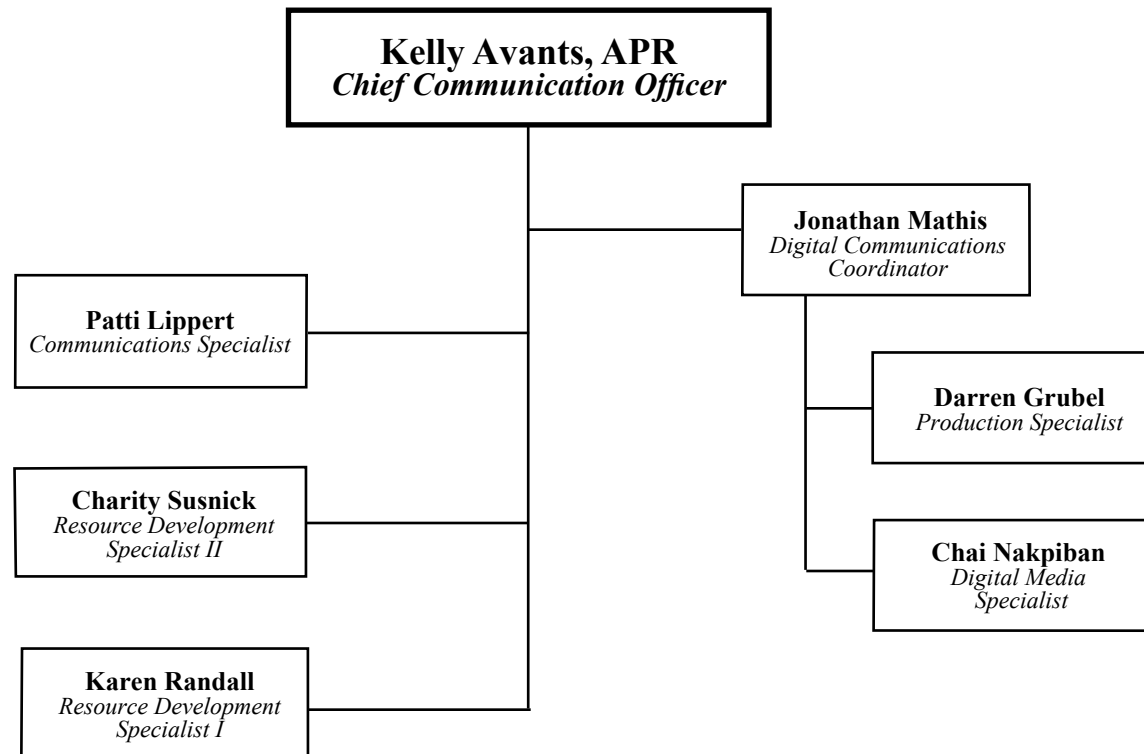 Kelly Avants, APR
Chief Communication Officer
Jonathan Mathis
Digital Communications
Coordinator
Patti Lippert
Communications Specialist
Darren Grubel
Production Specialist
Charity Susnick
Resource Development
Specialist II
Chai Nakpiban
Digital Media
Specialist
Karen Randall
Resource Development
Specialist I